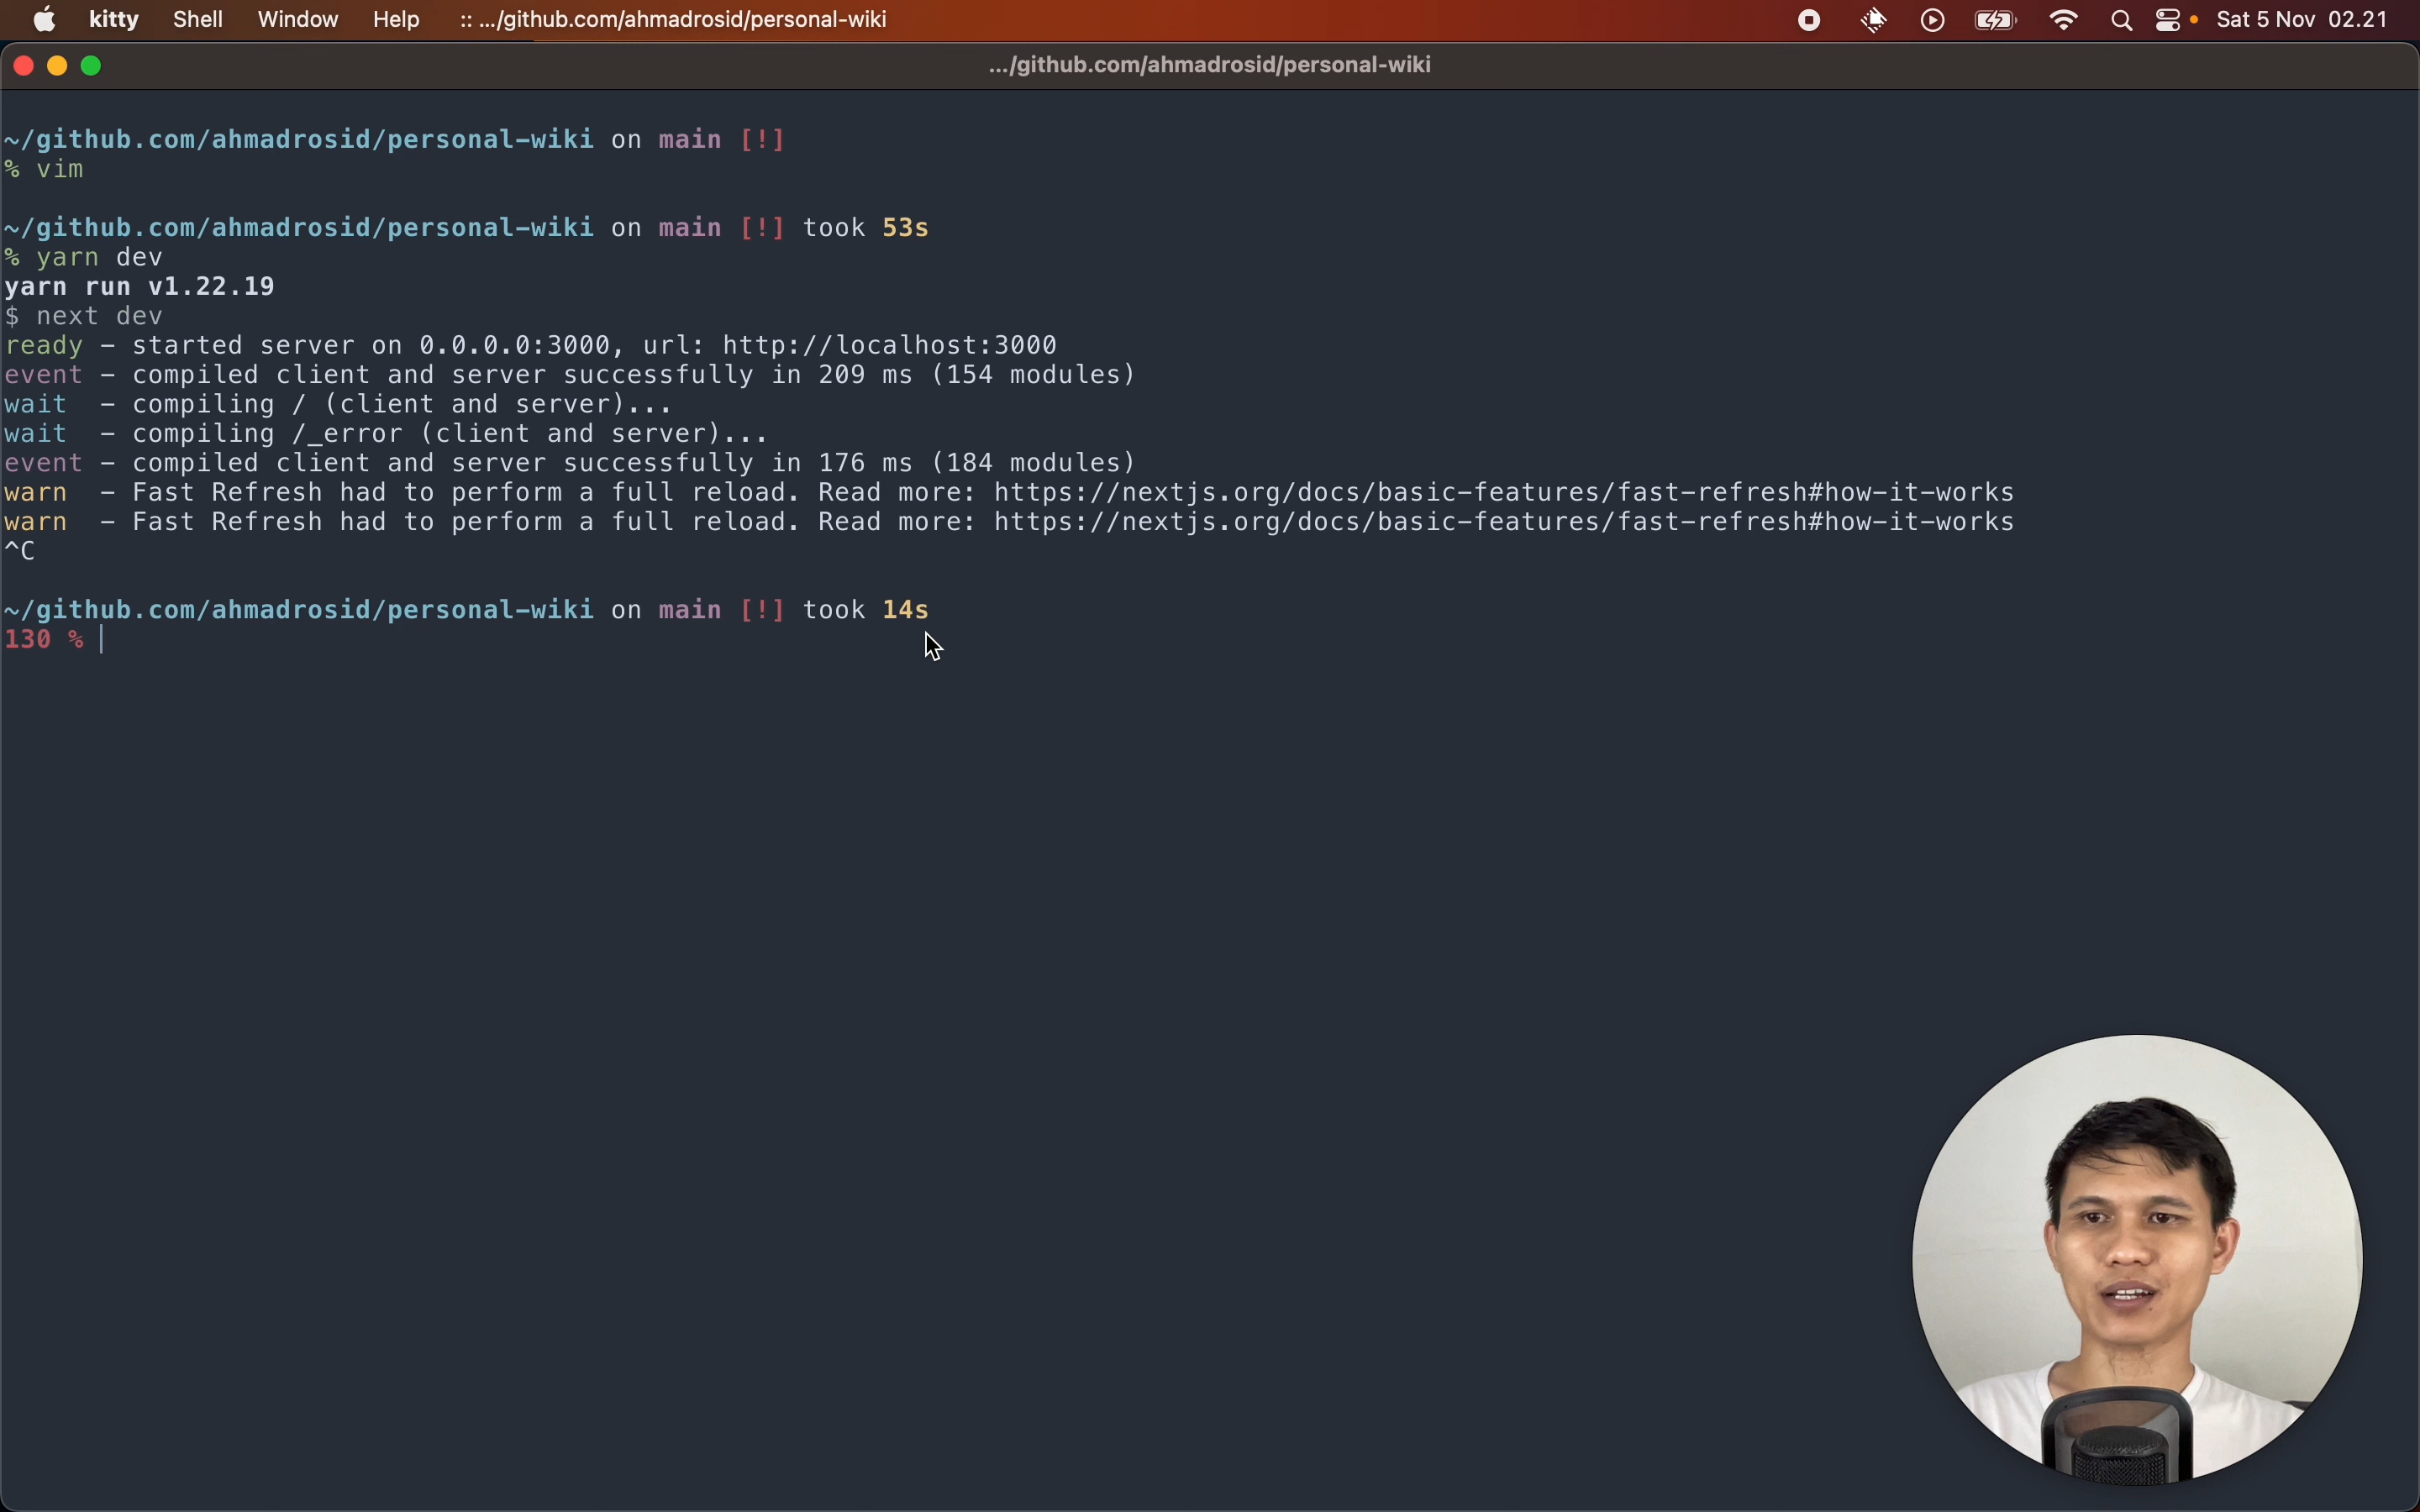 kitty Shell Window Help :: .../github.com/ahmadrosid/personal-wiki Sat 5 Nov 02.21
.../github.com/ahmadrosid/personal-wiki
~/github.com/ahmadrosid/personal-wiki on main [!]
% vim
~/github.com/ahmadrosid/personal-wiki on main [!] took 53s
% yarn dev
yarn run v1.22.19
$ next dev
ready - started server on 0.0.0.0:3000, url: http://localhost:3000
event - compiled client and server successfully in 209 ms (154 modules)
wait - compiling / (client and server)...
wait - compiling /_error (client and server)...
event - compiled client and server successfully in 176 ms (184 modules)
warn - Fast Refresh had to perform a full reload. Read more: https://nextjs.org/docs/basic-features/fast-refresh#how-it-works
warn - Fast Refresh had to perform a full reload. Read more: https://nextjs.org/docs/basic-features/fast-refresh#how-it-works
^C
~/github.com/ahmadrosid/personal-wiki on main [!] took 14s
130 %